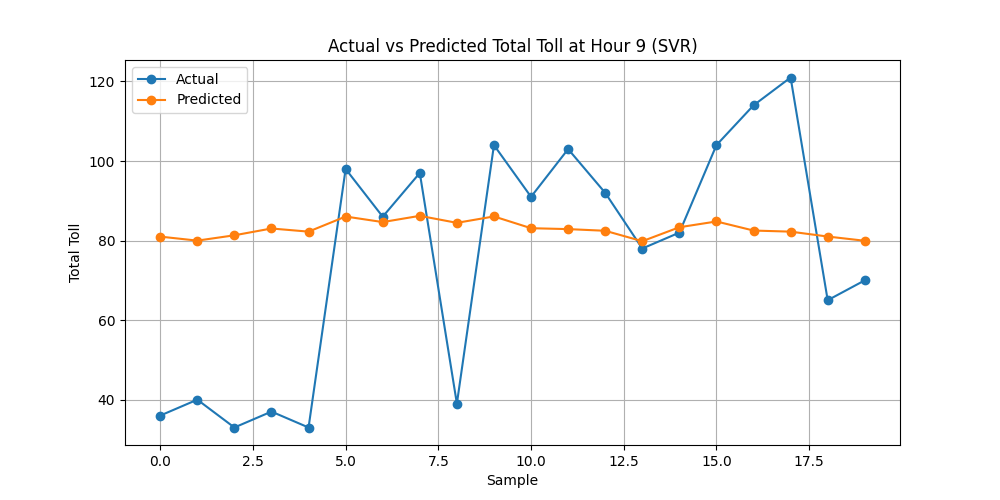 Actual vs Predicted Total Toll at Hour 9 (SVR)
Actual
Predicted
120
100
80
60
40
Total Toll
0.0 2.5 5.0 7.5 10.0 12.5 15.0 17.5
Sample